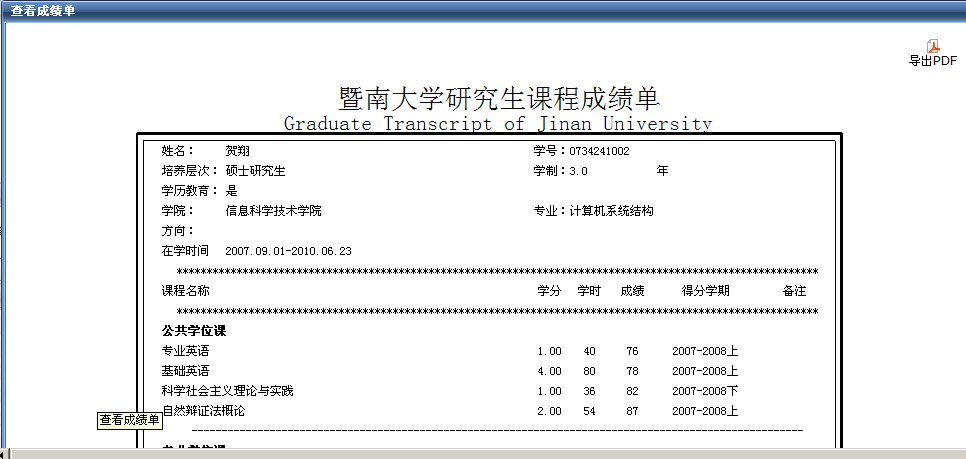 查看成绩单
导出PDF
暨南大学研究生课程成绩单
Graduate Transcript of Jinan University
姓名： 贺翔 学号：0734241002
培养层次：硕士研究生 学制：3.0 年
学历教育：是
学院： 信息科学技术学院 专业：计算机系统结构
方向：
在学时间 2007.09.01-2010.06.23
课程名称 学分 学时 成绩 得分学期 备注
公共学位课
专业英语 1.00 40 76 2007-2008上
基础英语 4.00 80 78 2007-2008上
科学社会主义理论与实践 1.00 36 82 2007-2008下
自然辩证法概论 2.00 54 87 2007-2008上
查看成绩单